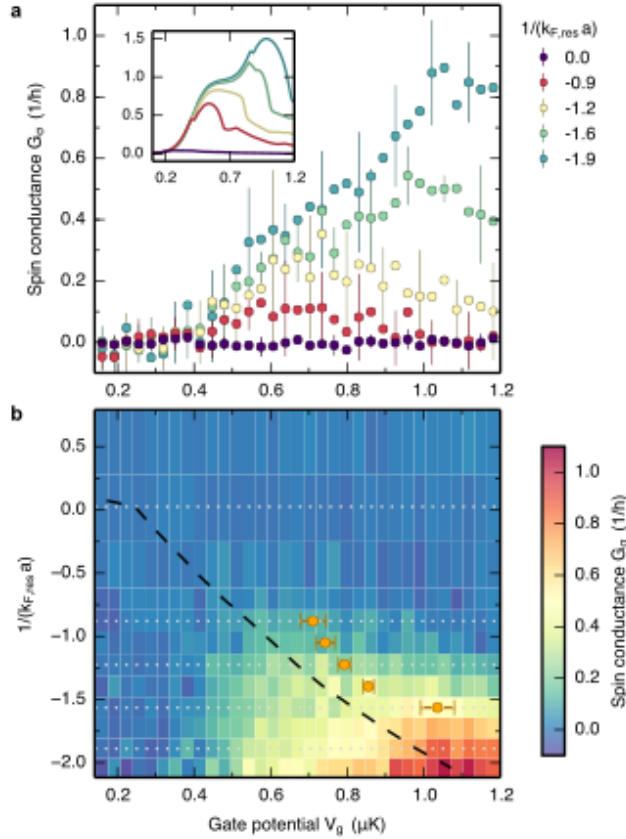 a
1/(k_F,res a)
0.0
-0.9
-1.2
-1.6
-1.9
Spin conductance G_σ (1/h)
1.0
0.8
0.6
0.4
0.2
0.0
1.5
1.0
0.5
0.0
0.2 0.7 1.2
0.2 0.4 0.6 0.8 1.0 1.2
b
1/(k_F,res a)
0.5
0.0
−0.5
−1.0
−1.5
−2.0
0.2 0.4 0.6 0.8 1.0 1.2
Gate potential V_g (μK)
1.0
0.8
0.6
0.4
0.2
0.0
Spin conductance G_σ (1/h)